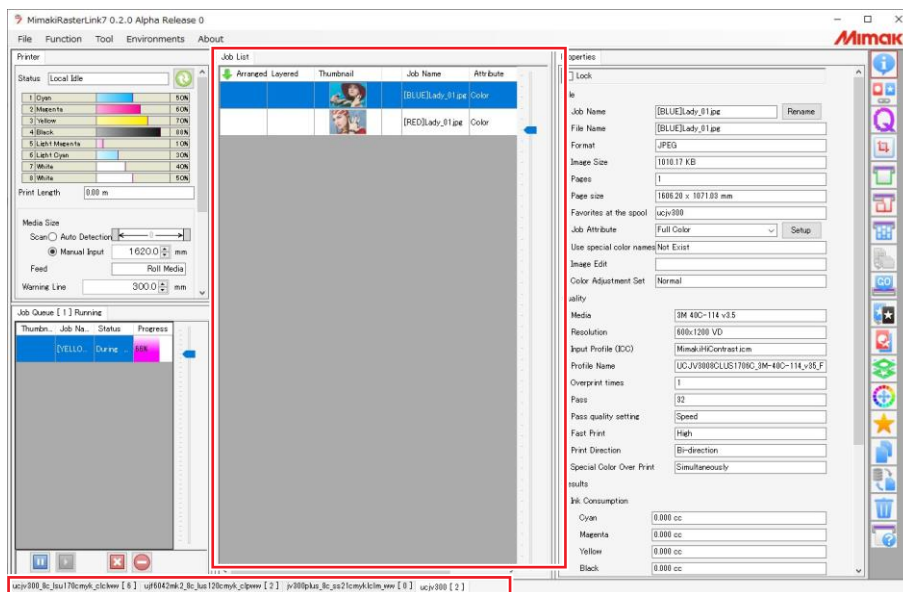 MimakiRasterLink7 0.2.0 Alpha Release 0
File Function Tool Environments About
Mimak
Printer
Status Local Idle
1 Cyan 50%
2 Magenta 60%
3 Yellow 70%
4 Black 88%
5 Light Magenta 10%
6 Light Cyan 30%
7 White 40%
8 White 50%
Print Length 0.00 m
Media Size
Scan Auto Detection 0
Manual Input 1620.0 mm
Feed Roll Media
Warning Line 300.0 mm
Job Queue [ 1 ] Running
Thumbn... Job Na... Status Progress
[YELLO... During ...
Job List
Arranged Layered Thumbnail Job Name Attribute
[BLUE]Lady_01.jpg Color
[RED]Lady_01.jpg Color
operties
Lock
le
Job Name [BLUE]Lady_01.jpg Rename
File Name [BLUE]Lady_01.jpg
Format JPEG
Image Size 1010.17 KB
Pages 1
Page size 1606.20 x 1071.03 mm
Favorites at the spool ucjv300
Job Attribute Full Color Setup
Use special color names Not Exist
Image Edit
Color Adjustment Set Normal
uality
Media 3M 40C-114 v3.5
Resolution 600x1200 VD
Input Profile (ICC) MimakiHiContrast.icm
Profile Name UCJV3008CLUS1706C_3M-40C-114_v35_F
Overprint times 1
Pass 32
Pass quality setting Speed
Fast Print High
Print Direction Bi-direction
Special Color Over Print Simultaneously
esults
Ink Consumption
Cyan 0.000 cc
Magenta 0.000 cc
Yellow 0.000 cc
Black 0.000 cc
ucjv300_8c_lsu170cmyk_clclww [ 6 ] ujf6042mk2_8c_lus120cmyk_clpww [ 2 ] jv300plus_8c_ss21cmyklclm_ww [ 0 ] ucjv300 [ 2 ]